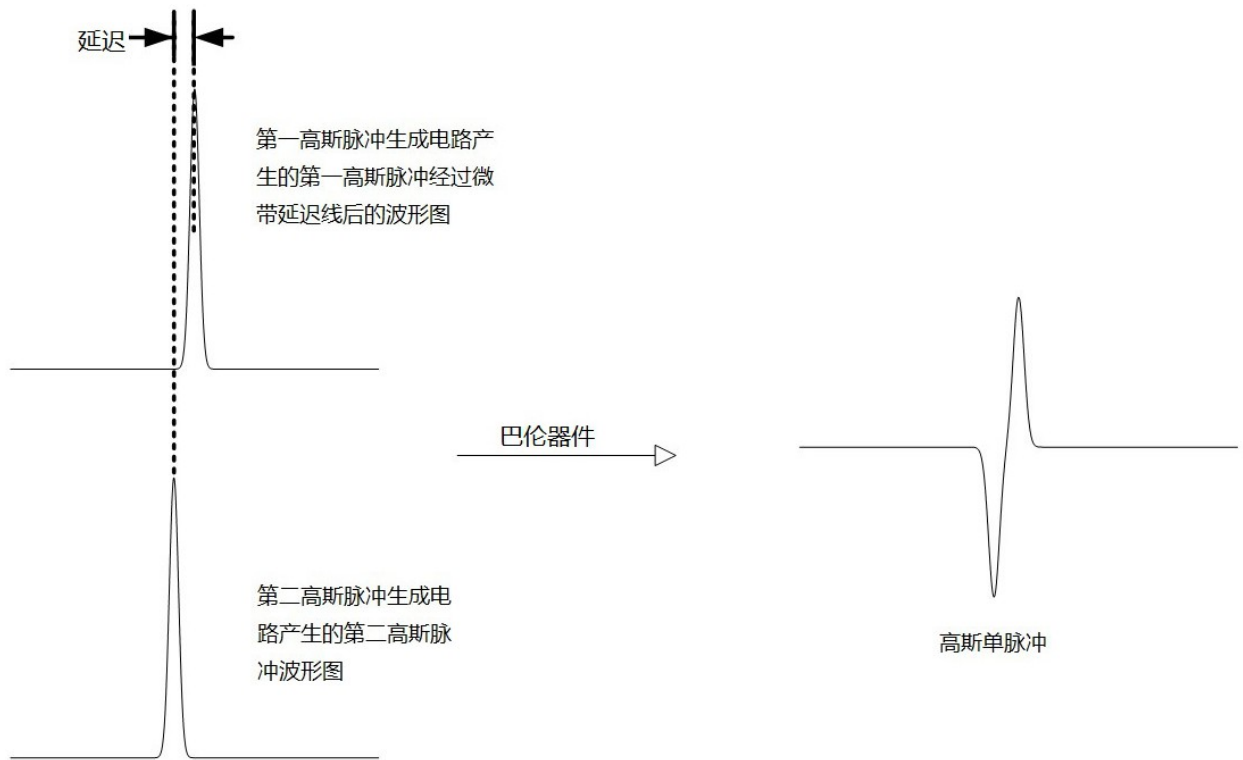 延迟
第一高斯脉冲生成电路产
生的第一高斯脉冲经过微
带延迟线后的波形图
巴伦器件
第二高斯脉冲生成电
路产生的第二高斯脉
冲波形图
高斯单脉冲